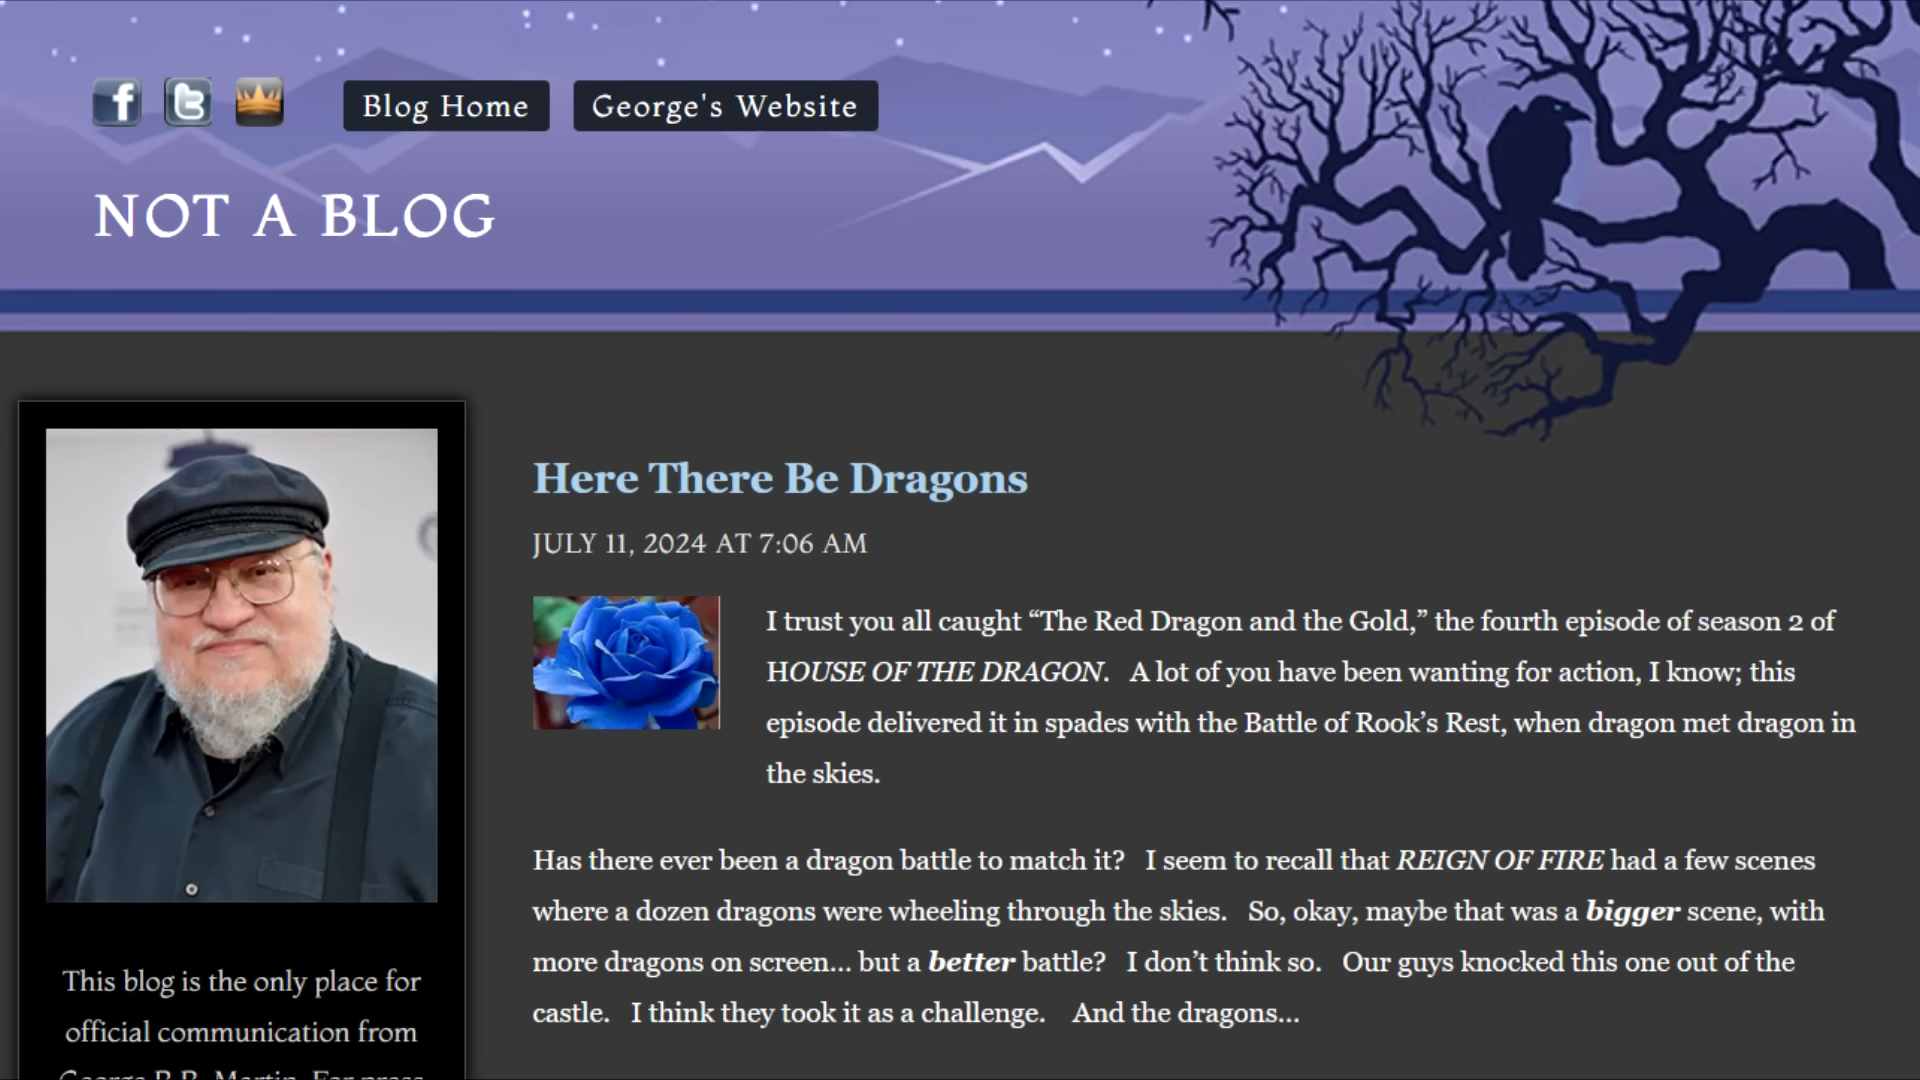 Blog Home
George's Website
NOT A BLOG
Here There Be Dragons
JULY 11, 2024 AT 7:06 AM
I trust you all caught “The Red Dragon and the Gold,” the fourth episode of season 2 of
HOUSE OF THE DRAGON. A lot of you have been wanting for action, I know; this
episode delivered it in spades with the Battle of Rook’s Rest, when dragon met dragon in
the skies.
Has there ever been a dragon battle to match it? I seem to recall that REIGN OF FIRE had a few scenes
where a dozen dragons were wheeling through the skies. So, okay, maybe that was a bigger scene, with
more dragons on screen... but a better battle? I don’t think so. Our guys knocked this one out of the
castle. I think they took it as a challenge. And the dragons...
This blog is the only place for
official communication from
George R.R. Martin. For press